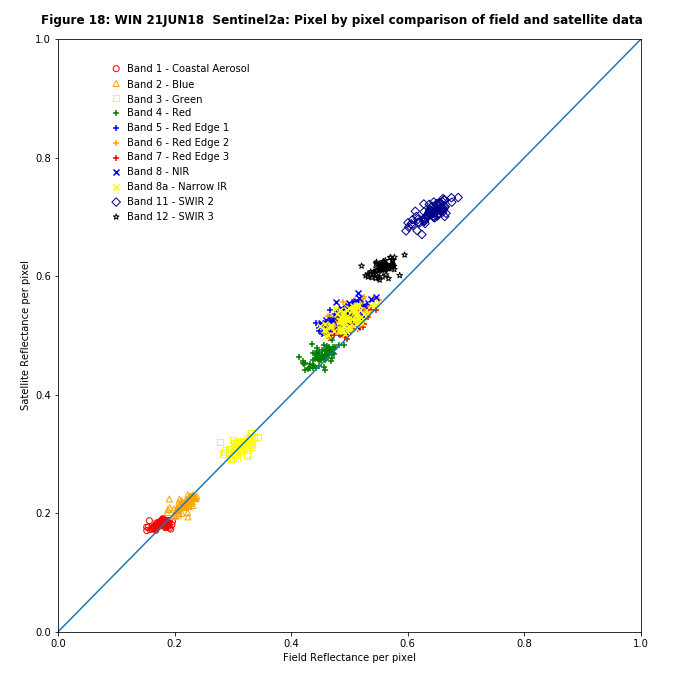 Figure 18: WIN 21JUN18  Sentinel2a: Pixel by pixel comparison of field and satellite data
1.0
Band 1 - Coastal Aerosol
Band 2 - Blue
Band 3 - Green
Band 4 - Red
Band 5 - Red Edge 1
Band 6 - Red Edge 2
Band 7 - Red Edge 3
Band 8 - NIR
Band 8a - Narrow IR
Band 11 - SWIR 2
Band 12 - SWIR 3
0.8
0.6
0.4
0.2
0.0
Satellite Reflectance per pixel
0.0 0.2 0.4 0.6 0.8 1.0
Field Reflectance per pixel